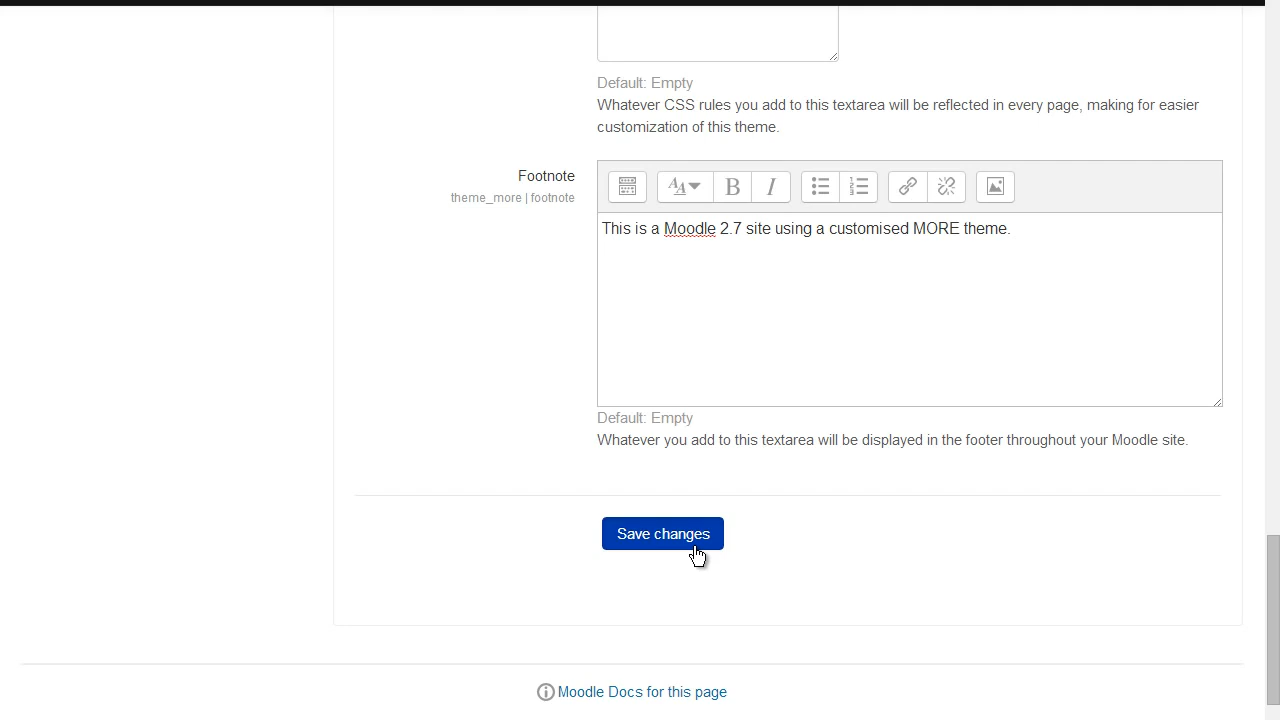 Default: Empty
Whatever CSS rules you add to this textarea will be reflected in every page, making for easier
customization of this theme.
Footnote
theme_more | footnote
This is a Moodle 2.7 site using a customised MORE theme.
Default: Empty
Whatever you add to this textarea will be displayed in the footer throughout your Moodle site.
Save changes
Moodle Docs for this page